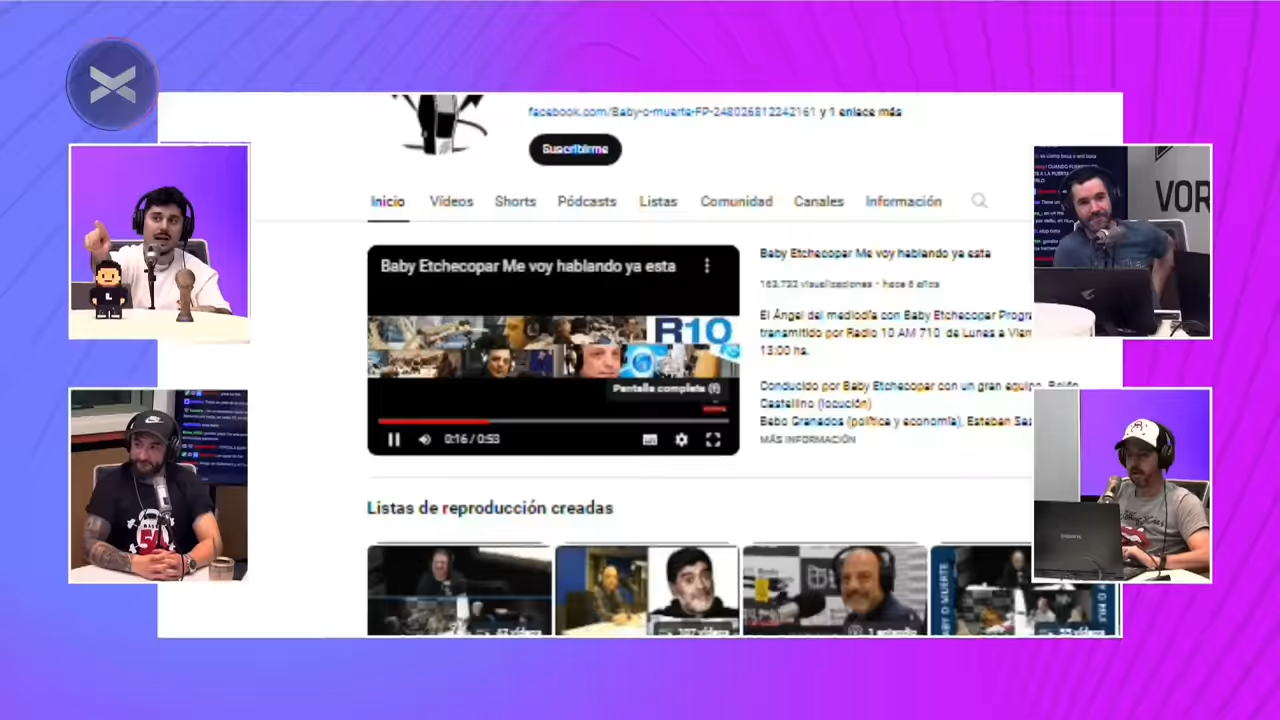 facebook.com/Baby-o-muerte-FP-248026812242161 y 1 enlace más
Suscribirme
Inicio
Vídeos
Shorts
Pódcasts
Listas
Comunidad
Canales
Información
Baby Etchecopar Me voy hablando ya esta
R10
Pantalla completa (f)
0:16 / 0:53
Baby Etchecopar Me voy hablando ya esta
163.732 visualizaciones • hace 6 años
El Ángel del mediodía con Baby Etchecopar Progra
transmitido por Radio 10 AM 710 de Lunes a Vier
13:00 hs.
Conducido por Baby Etchecopar con un gran equipo. Belén
Castellino (locución)
Bebo Granados (política y economía), Esteban
MÁS INFORMACIÓN
Listas de reproducción creadas
VOR